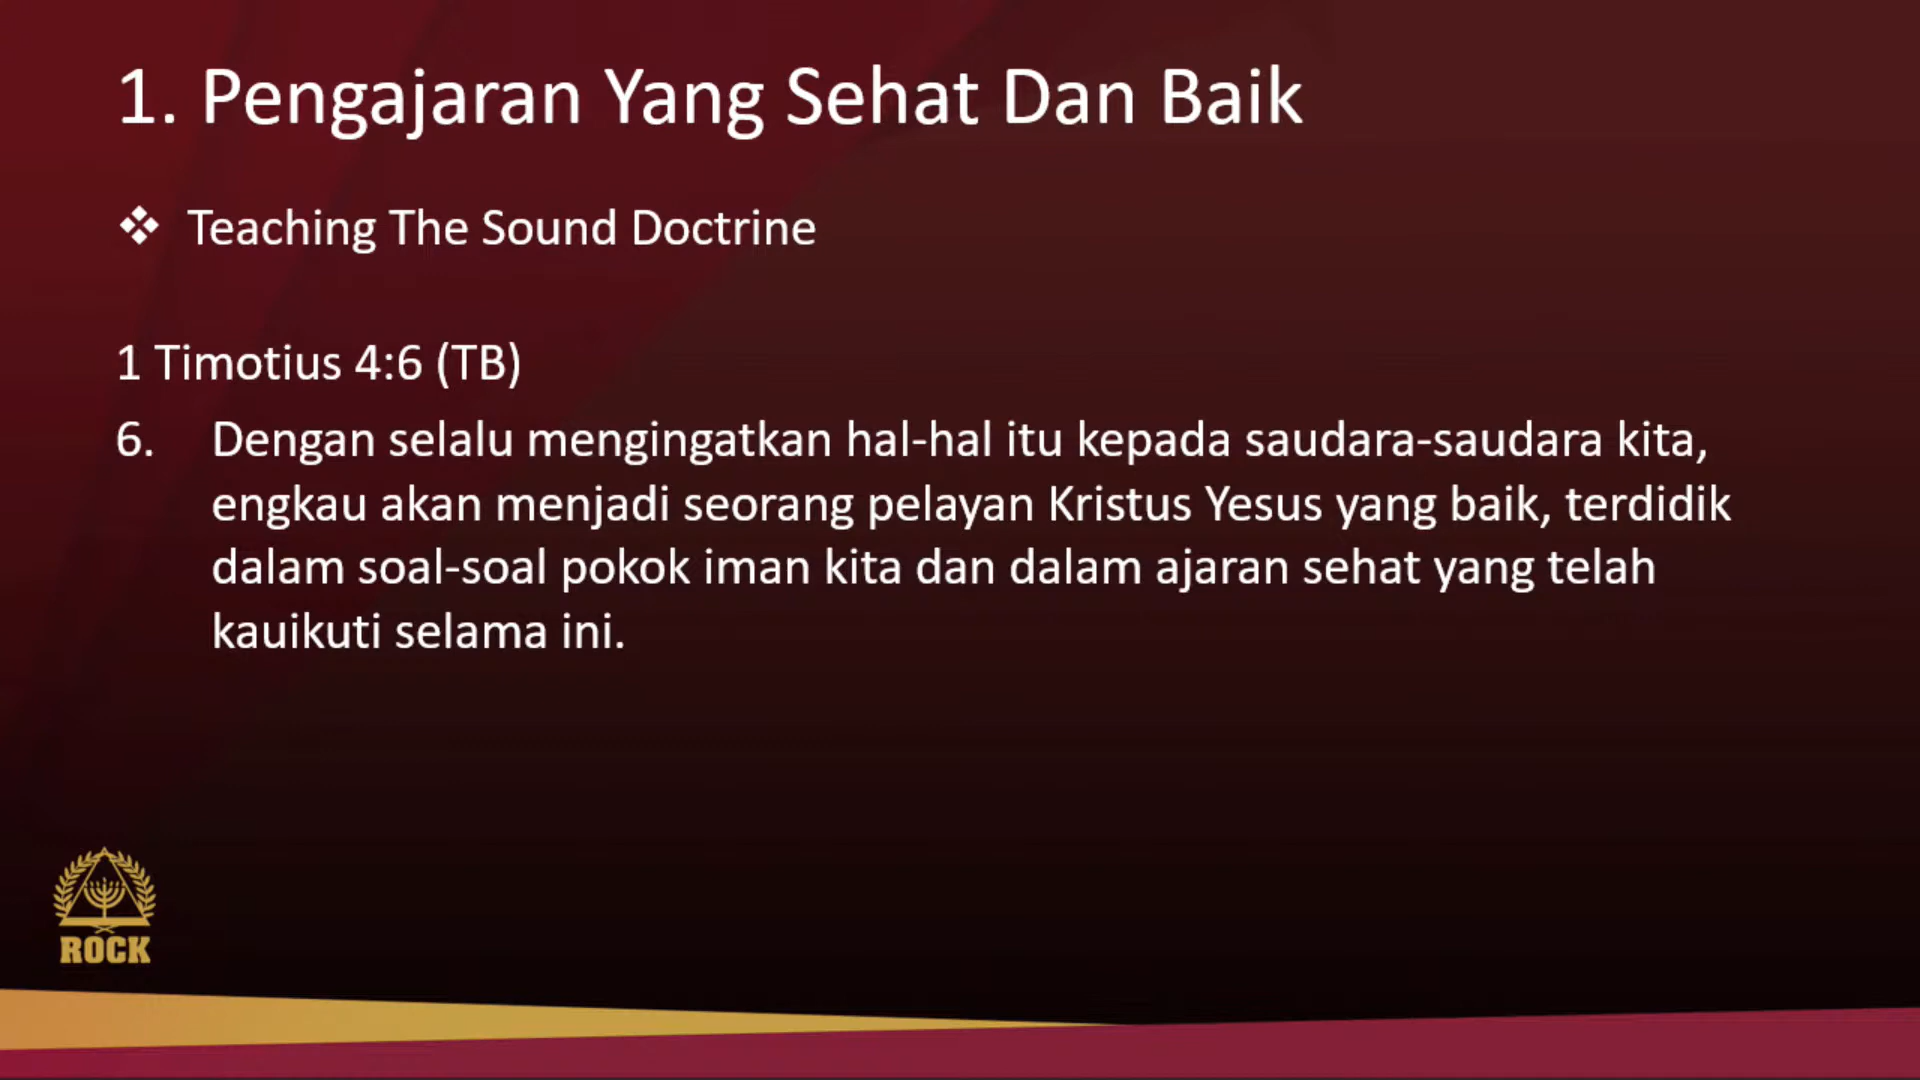 1. Pengajaran Yang Sehat Dan Baik
❖ Teaching The Sound Doctrine
1 Timotius 4:6 (TB)
6. Dengan selalu mengingatkan hal-hal itu kepada saudara-saudara kita,
engkau akan menjadi seorang pelayan Kristus Yesus yang baik, terdidik
dalam soal-soal pokok iman kita dan dalam ajaran sehat yang telah
kauikuti selama ini.
ROCK